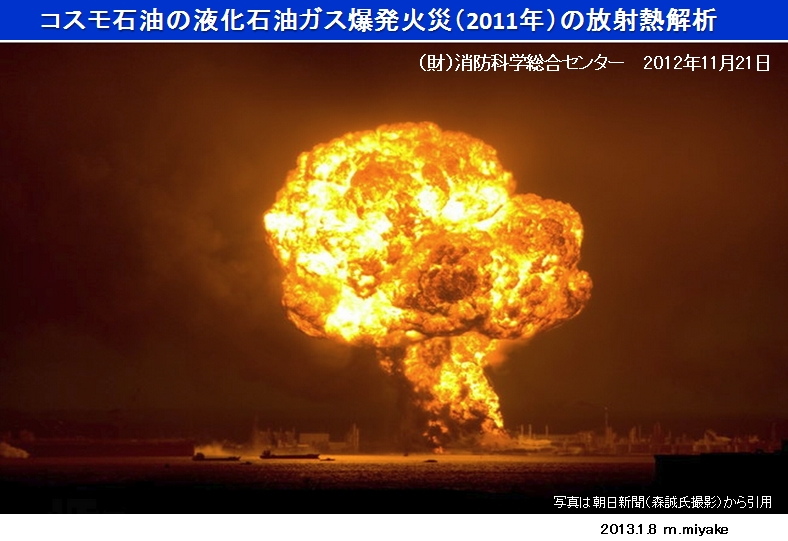 コスモ石油の液化石油ガス爆発火災(2011年)の放射熱解析
(財)消防科学総合センター　2012年11月21日
写真は朝日新聞(森誠氏撮影)から引用
2013.1.8 m.miyake